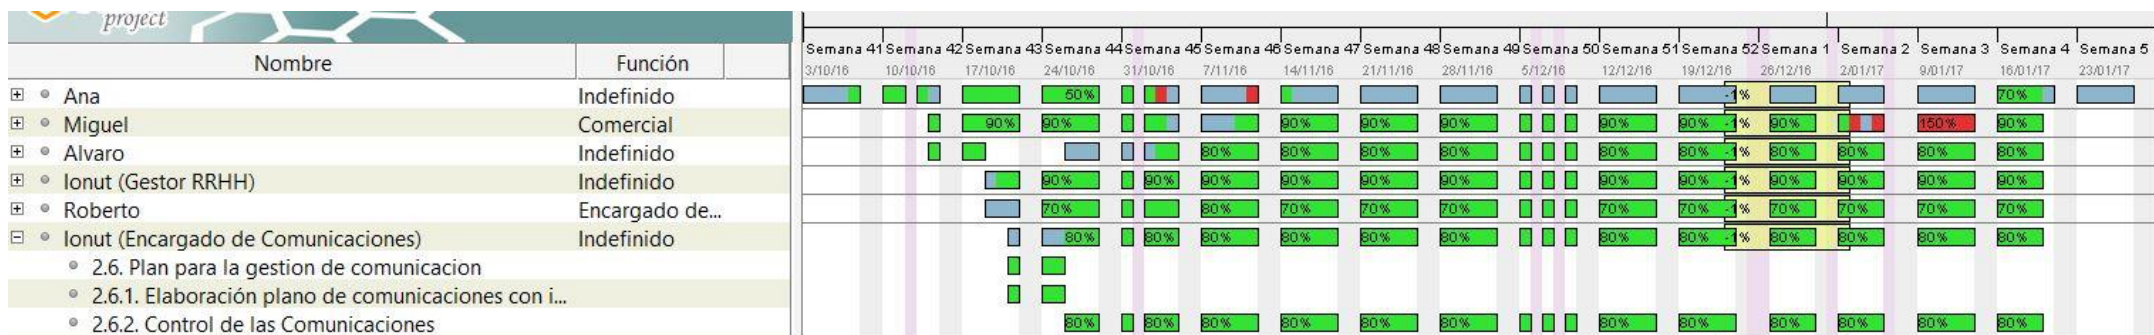 project
Semana 41 Semana 42 Semana 43 Semana 44 Semana 45 Semana 46 Semana 47 Semana 48 Semana 49 Semana 50 Semana 51 Semana 52 Semana 1 Semana 2 Semana 3 Semana 4 Semana 5
Nombre Función
3/10/16 10/10/16 17/10/16 24/10/16 31/10/16 7/11/16 14/11/16 21/11/16 28/11/16 5/12/16 12/12/16 19/12/16 26/12/16 2/01/17 9/01/17 16/01/17 23/01/17
Ana Indefinido 50% -1% 70%
Miguel Comercial 90% 90% 90% 90% 90% 90% 90% -1% 90% 150% 90%
Alvaro Indefinido 80% 80% 80% 80% 80% 80% -1% 80% 80% 80% 80%
Ionut (Gestor RRHH) Indefinido 90% 90% 90% 90% 90% 90% 90% 90% -1% 90% 90% 90% 90%
Roberto Encargado de... 70% 80% 70% 70% 70% 70% 70% -1% 70% 70% 70% 70%
Ionut (Encargado de Comunicaciones) Indefinido 80% 80% 80% 80% 80% 80% 80% 80% -1% 80% 80% 80% 80%
2.6. Plan para la gestion de comunicacion
2.6.1. Elaboración plano de comunicaciones con i...
2.6.2. Control de las Comunicaciones 80% 80% 80% 80% 80% 80% 80% 80% 80% 80% 80% 80%